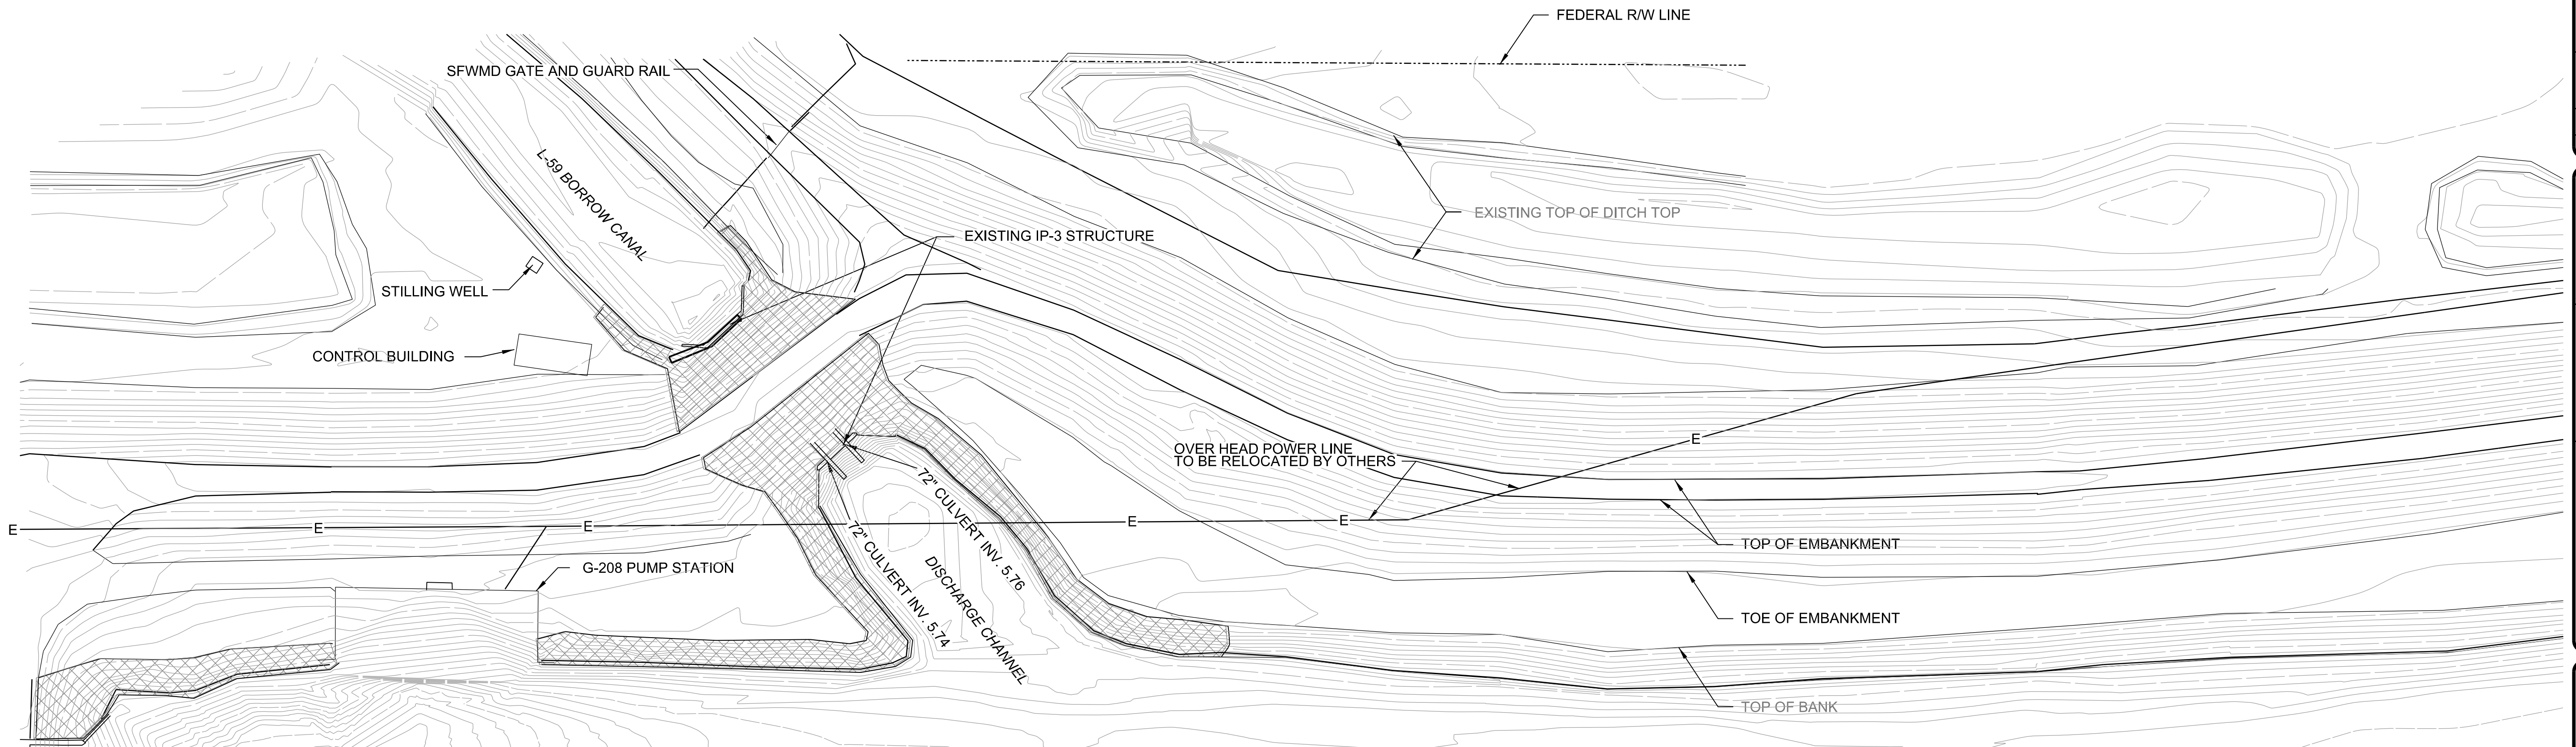 FEDERAL R/W LINE
SFWMD GATE AND GUARD RAIL
L-59 BORROW CANAL
EXISTING TOP OF DITCH TOP
EXISTING IP-3 STRUCTURE
STILLING WELL
CONTROL BUILDING
OVER HEAD POWER LINE
TO BE RELOCATED BY OTHERS
E
E
E
E
E
E
72" CULVERT INV. 5.76
72" CULVERT INV. 5.74
DISCHARGE CHANNEL
TOP OF EMBANKMENT
G-208 PUMP STATION
TOE OF EMBANKMENT
TOP OF BANK